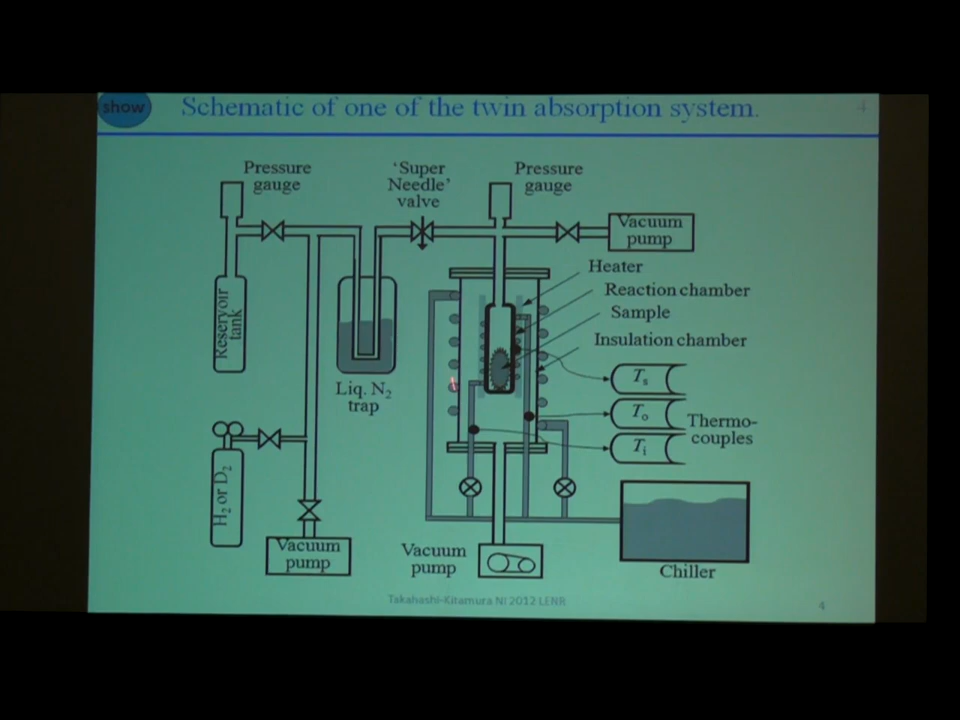 show
Schematic of one of the twin absorption system.
4
Pressure
gauge
‘Super
Needle’
valve
Pressure
gauge
Vacuum
pump
Heater
Reaction chamber
Sample
Insulation chamber
Reservoir
tank
Liq. N2
trap
Ts
To
Ti
Thermo-
couples
H2 or D2
Vacuum
pump
Vacuum
pump
Chiller
Takahashi-Kitamura NI 2012 LENR
4